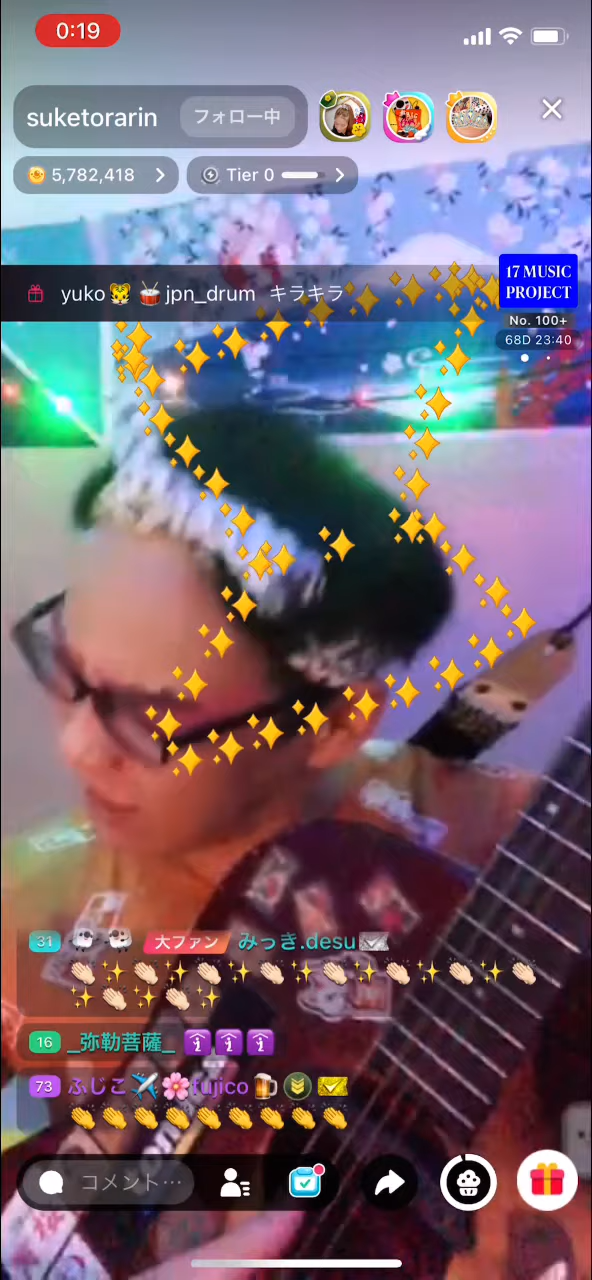 0:19
suketorarin フォロー中
5,782,418
Tier 0
yuko🐯🥁jpn_drum キラキラ
17 MUSIC
PROJECT
No. 100+
68D 23:40
31 大ファン みっき.desu
👏🏻✨👏🏻✨👏🏻✨👏🏻✨👏🏻✨👏🏻✨👏🏻✨👏🏻
✨👏🏻✨👏🏻✨
16 _弥勒菩薩_ 🛐🛐🛐
73 ふじこ✈️🌸fujico🍺
👏👏👏👏👏👏👏👏👏
コメント…